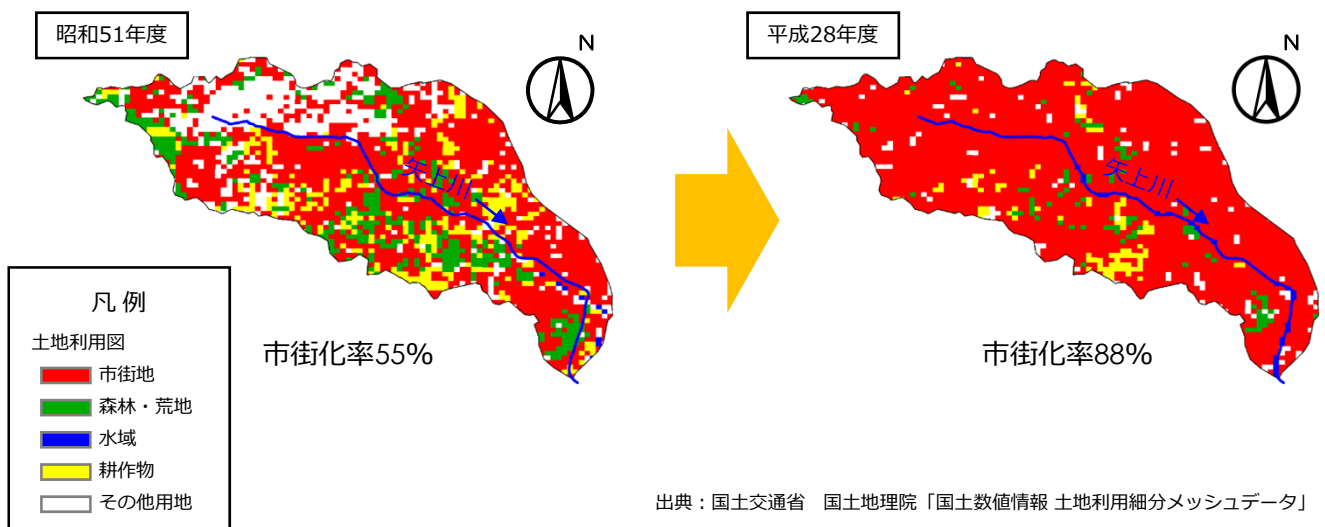 昭和51年度
N
矢上川
市街化率55%
平成28年度
N
矢上川
市街化率88%
凡 例
土地利用図
市街地
森林・荒地
水域
耕作物
その他用地
出典：国土交通省　国土地理院「国土数値情報 土地利用細分メッシュデータ」